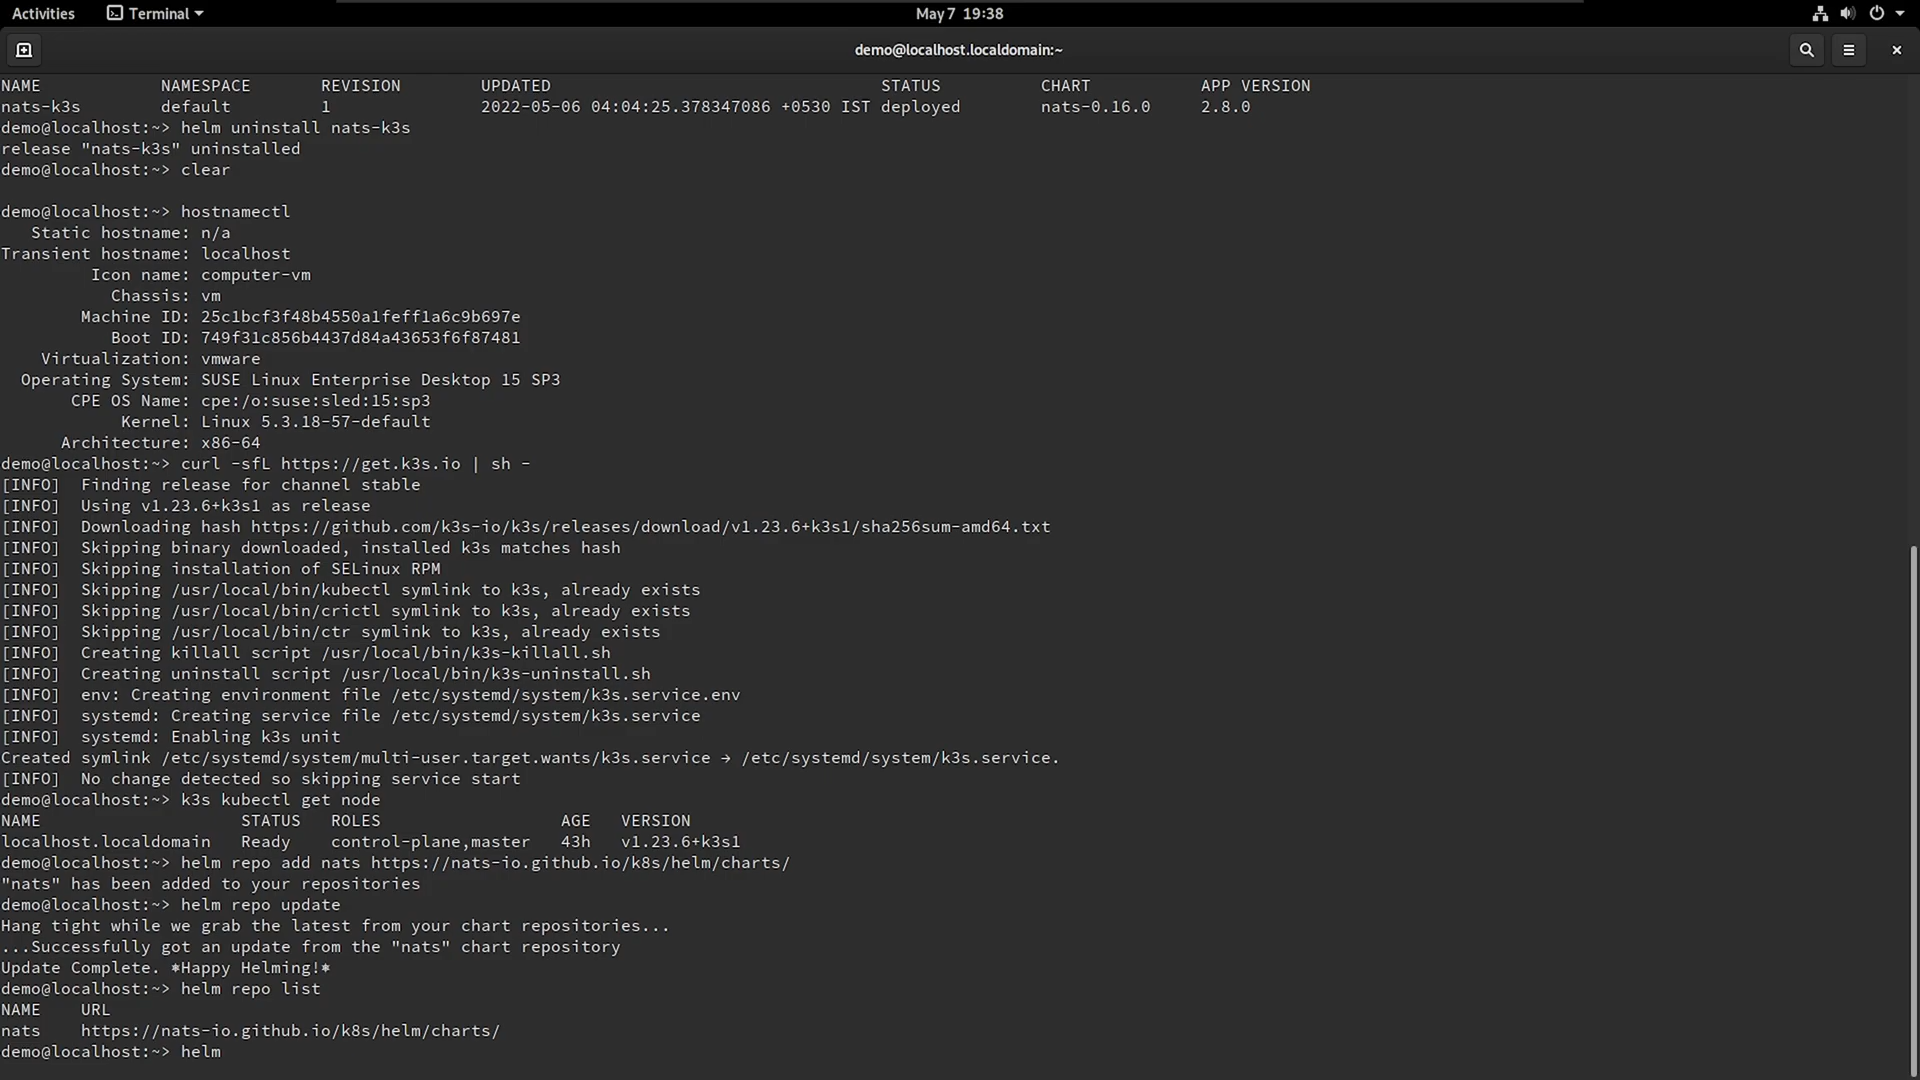 Activities Terminal May 7 19:38
demo@localhost.localdomain:~
NAME NAMESPACE REVISION UPDATED STATUS CHART APP VERSION
nats-k3s default 1 2022-05-06 04:04:25.378347086 +0530 IST deployed nats-0.16.0 2.8.0
demo@localhost:~> helm uninstall nats-k3s
release "nats-k3s" uninstalled
demo@localhost:~> clear
demo@localhost:~> hostnamectl
Static hostname: n/a
Transient hostname: localhost
Icon name: computer-vm
Chassis: vm
Machine ID: 25c1bcf3f48b4550a1feff1a6c9b697e
Boot ID: 749f31c856b4437d84a43653f6f87481
Virtualization: vmware
Operating System: SUSE Linux Enterprise Desktop 15 SP3
CPE OS Name: cpe:/o:suse:sled:15:sp3
Kernel: Linux 5.3.18-57-default
Architecture: x86-64
demo@localhost:~> curl -sfL https://get.k3s.io | sh -
[INFO]  Finding release for channel stable
[INFO]  Using v1.23.6+k3s1 as release
[INFO]  Downloading hash https://github.com/k3s-io/k3s/releases/download/v1.23.6+k3s1/sha256sum-amd64.txt
[INFO]  Skipping binary downloaded, installed k3s matches hash
[INFO]  Skipping installation of SELinux RPM
[INFO]  Skipping /usr/local/bin/kubectl symlink to k3s, already exists
[INFO]  Skipping /usr/local/bin/crictl symlink to k3s, already exists
[INFO]  Skipping /usr/local/bin/ctr symlink to k3s, already exists
[INFO]  Creating killall script /usr/local/bin/k3s-killall.sh
[INFO]  Creating uninstall script /usr/local/bin/k3s-uninstall.sh
[INFO]  env: Creating environment file /etc/systemd/system/k3s.service.env
[INFO]  systemd: Creating service file /etc/systemd/system/k3s.service
[INFO]  systemd: Enabling k3s unit
Created symlink /etc/systemd/system/multi-user.target.wants/k3s.service → /etc/systemd/system/k3s.service.
[INFO]  No change detected so skipping service start
demo@localhost:~> k3s kubectl get node
NAME STATUS ROLES AGE VERSION
localhost.localdomain Ready control-plane,master 43h v1.23.6+k3s1
demo@localhost:~> helm repo add nats https://nats-io.github.io/k8s/helm/charts/
"nats" has been added to your repositories
demo@localhost:~> helm repo update
Hang tight while we grab the latest from your chart repositories...
...Successfully got an update from the "nats" chart repository
Update Complete. *Happy Helming!*
demo@localhost:~> helm repo list
NAME URL
nats https://nats-io.github.io/k8s/helm/charts/
demo@localhost:~> helm